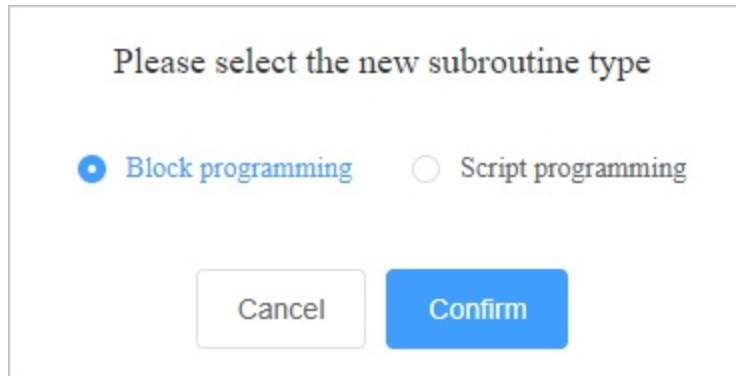 Please select the new subroutine type
Block programming Script programming
Cancel Confirm